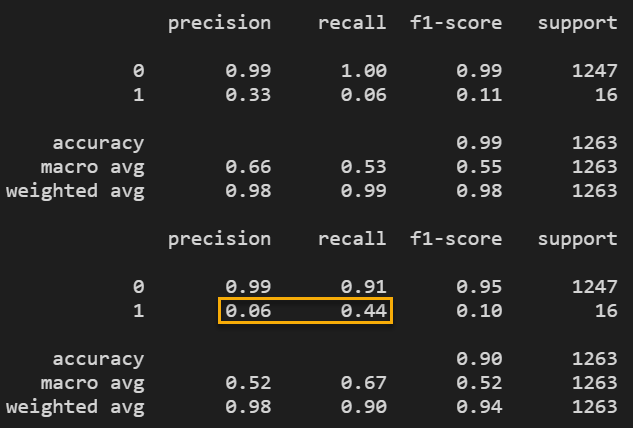 precision recall f1-score support
0 0.99 1.00 0.99 1247
1 0.33 0.06 0.11 16
accuracy 0.99 1263
macro avg 0.66 0.53 0.55 1263
weighted avg 0.98 0.99 0.98 1263
precision recall f1-score support
0 0.99 0.91 0.95 1247
1 0.06 0.44 0.10 16
accuracy 0.90 1263
macro avg 0.52 0.67 0.52 1263
weighted avg 0.98 0.90 0.94 1263